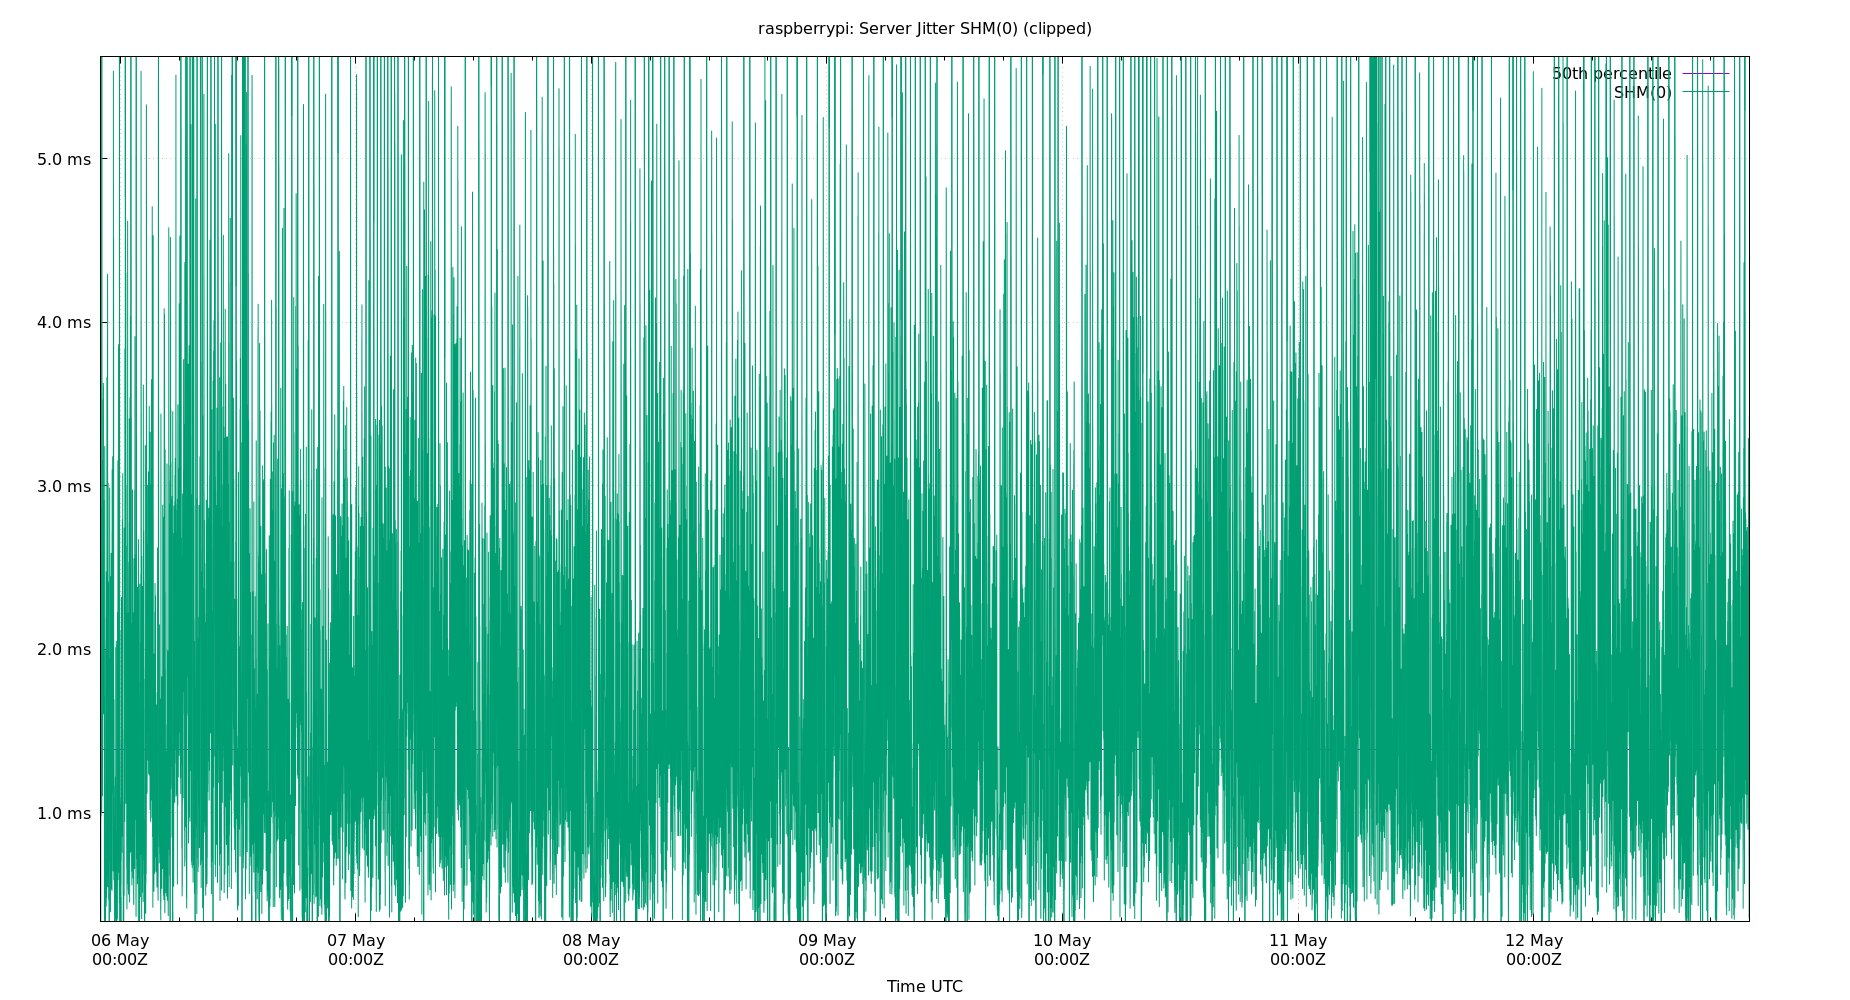 raspberrypi: Server Jitter SHM(0) (clipped)
50th percentile
SHM(0)
5.0 ms
4.0 ms
3.0 ms
2.0 ms
1.0 ms
06 May 07 May 08 May 09 May 10 May 11 May 12 May
00:00Z 00:00Z 00:00Z 00:00Z 00:00Z 00:00Z 00:00Z
Time UTC